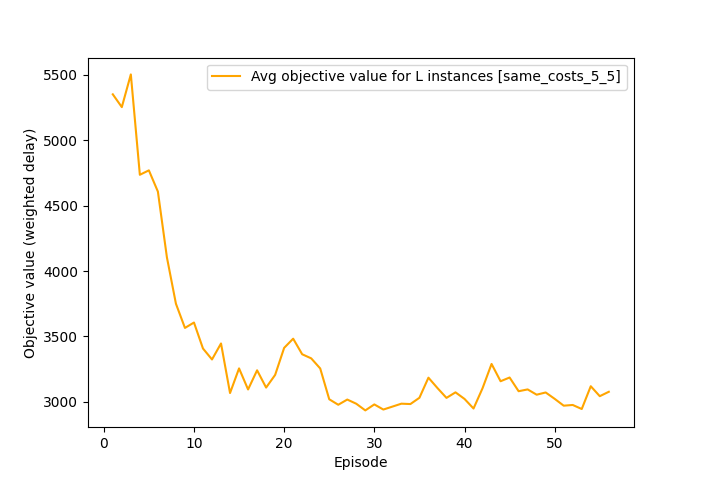 Avg objective value for L instances [same_costs_5_5]
Objective value (weighted delay)
5500
5000
4500
4000
3500
3000
0 10 20 30 40 50
Episode